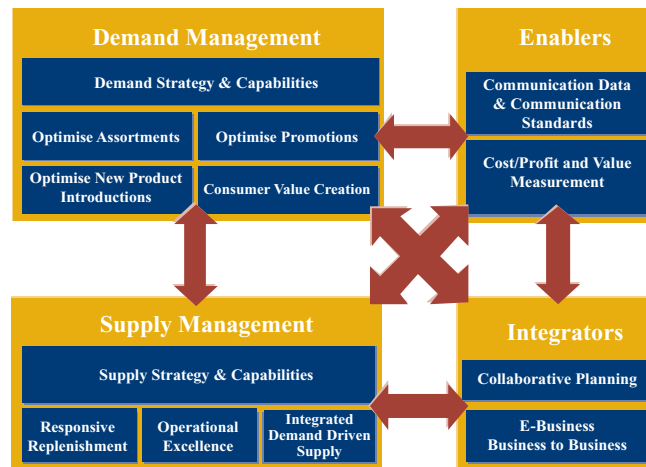 Demand Management
Demand Strategy & Capabilities
Optimise Assortments
Optimise Promotions
Optimise New Product
Introductions
Consumer Value Creation
Enablers
Communication Data
& Communication
Standards
Cost/Profit and Value
Measurement
Supply Management
Supply Strategy & Capabilities
Responsive
Replenishment
Operational
Excellence
Integrated
Demand Driven
Supply
Integrators
Collaborative Planning
E-Business
Business to Business